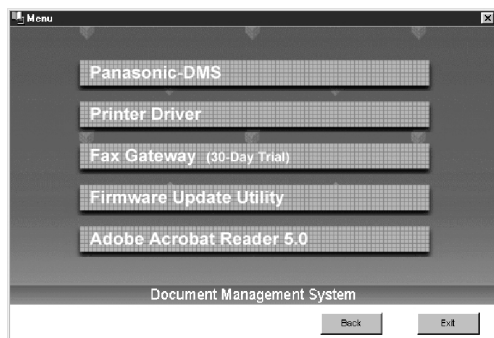 Menu
Panasonic-DMS
Printer Driver
Fax Gateway (30-Day Trial)
Firmware Update Utility
Adobe Acrobat Reader 5.0
Document Management System
Back Exit